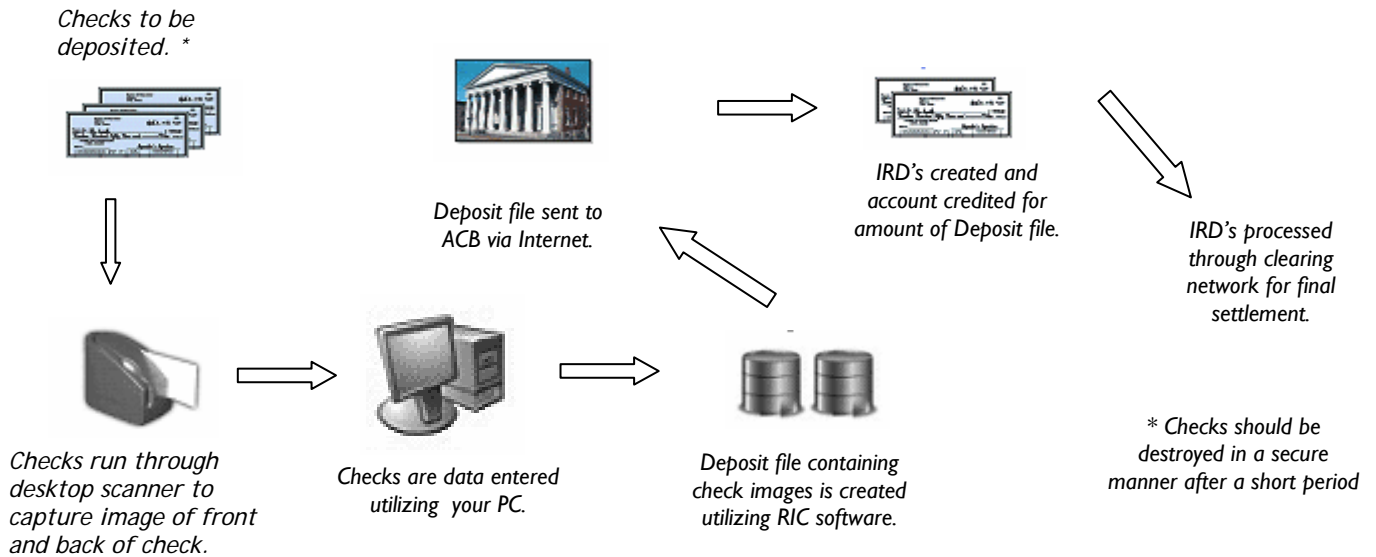 Checks to be
deposited. *
Checks run through
desktop scanner to
capture image of front
and back of check.
Checks are data entered
utilizing your PC.
Deposit file containing
check images is created
utilizing RIC software.
Deposit file sent to
ACB via Internet.
IRD's created and
account credited for
amount of Deposit file.
IRD's processed
through clearing
network for final
settlement.
* Checks should be
destroyed in a secure
manner after a short period